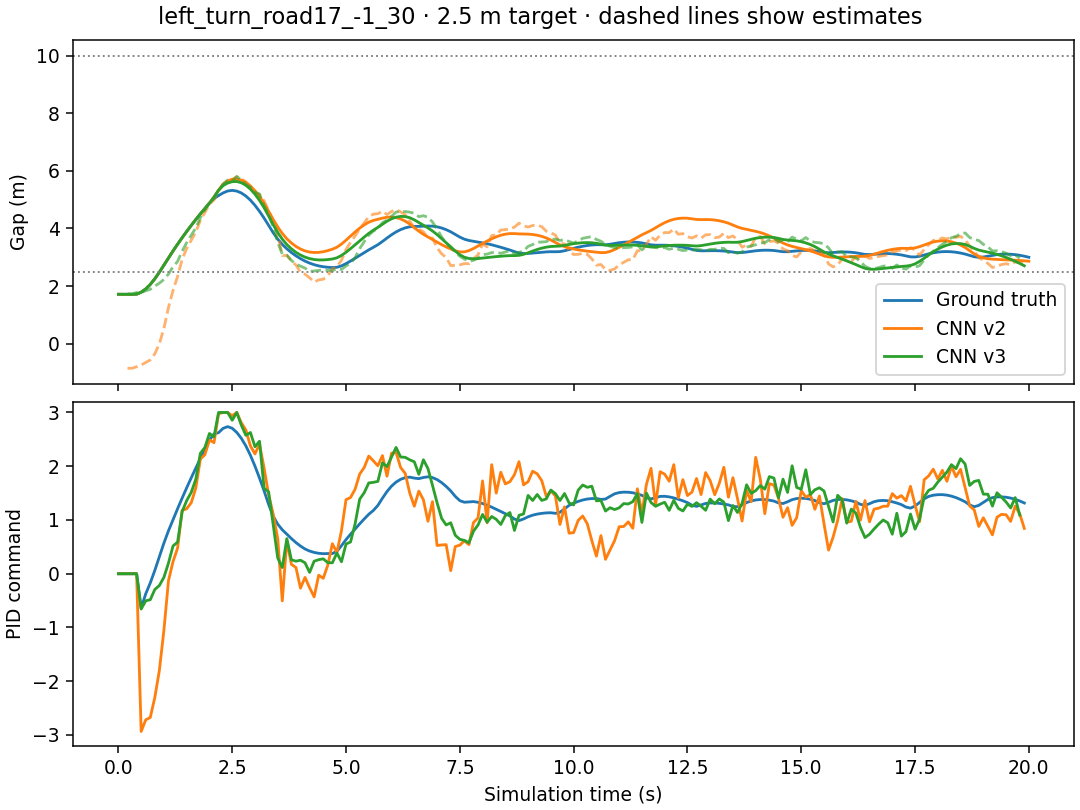 left_turn_road17_-1_30 · 2.5 m target · dashed lines show estimates
10
8
6
4
2
0
Gap (m)
Ground truth
CNN v2
CNN v3
3
2
1
0
−1
−2
−3
PID command
0.0 2.5 5.0 7.5 10.0 12.5 15.0 17.5 20.0
Simulation time (s)